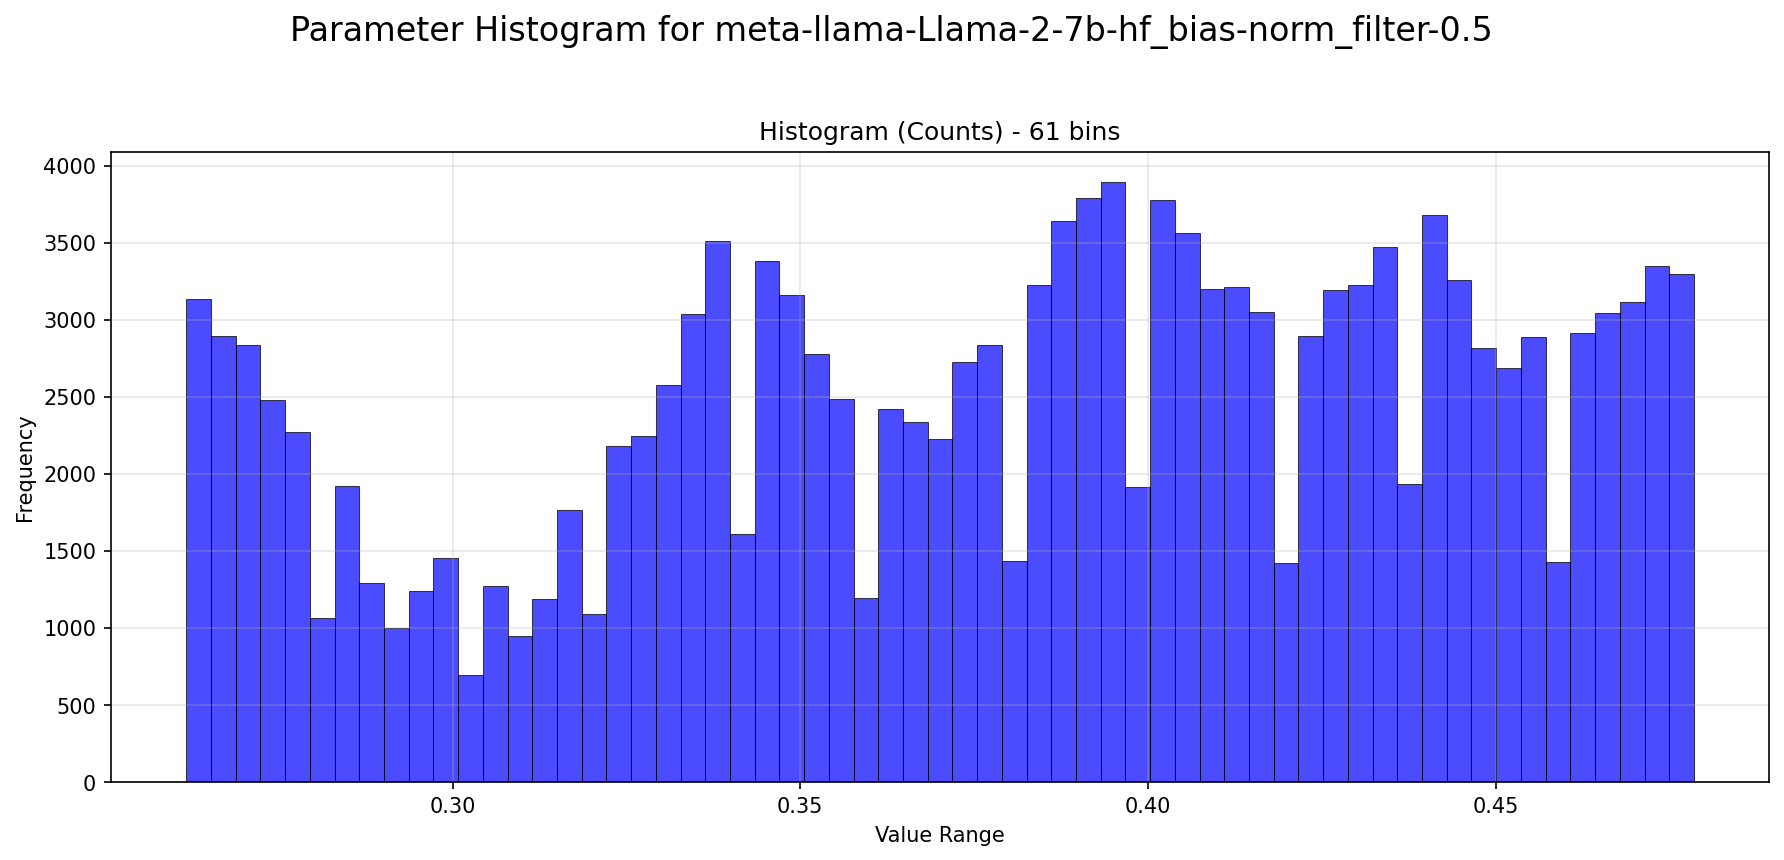 Parameter Histogram for meta-llama-Llama-2-7b-hf_bias-norm_filter-0.5
Histogram (Counts) - 61 bins
4000
3500
3000
2500
2000
1500
1000
500
0
Frequency
0.30 0.35 0.40 0.45
Value Range